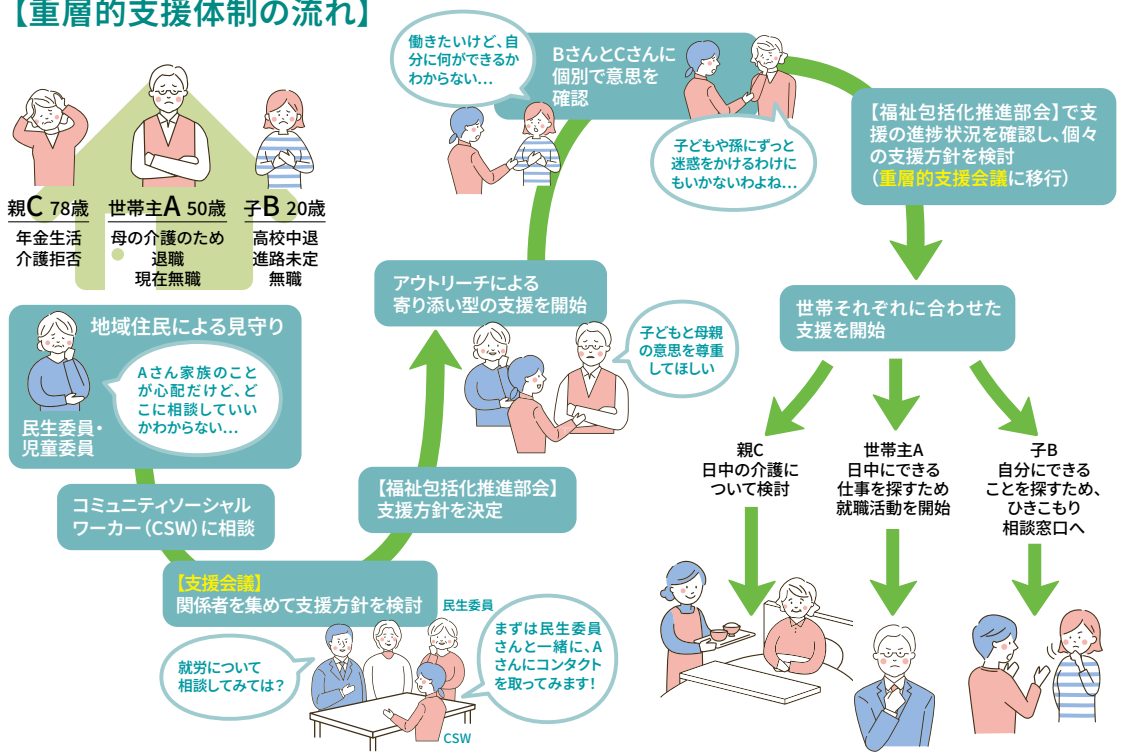 【重層的支援体制の流れ】
親C 78歳
年金生活
介護拒否
世帯主A 50歳
母の介護のため
退職
現在無職
子B 20歳
高校中退
進路未定
無職
地域住民による見守り
Aさん家族のこと
が心配だけど、ど
こに相談していい
かわからない…
民生委員・
児童委員
コミュニティソーシャル
ワーカー（CSW）に相談
【支援会議】
関係者を集めて支援方針を検討
就労について
相談してみては？
民生委員
まずは民生委員
さんと一緒に、A
さんにコンタクト
を取ってみます！
CSW
【福祉包括化推進部会】
支援方針を決定
アウトリーチによる
寄り添い型の支援を開始
子どもと母親
の意思を尊重
してほしい
働きたいけど、自
分に何ができるか
わからない…
BさんとCさんに
個別で意思を
確認
子どもや孫にずっと
迷惑をかけるわけに
もいかないわよね…
【福祉包括化推進部会】で支
援の進捗状況を確認し、個々
の支援方針を検討
（重層的支援会議に移行）
世帯それぞれに合わせた
支援を開始
親C
日中の介護に
ついて検討
世帯主A
日中にできる
仕事を探すため
就職活動を開始
子B
自分にできる
ことを探すため、
ひきこもり
相談窓口へ